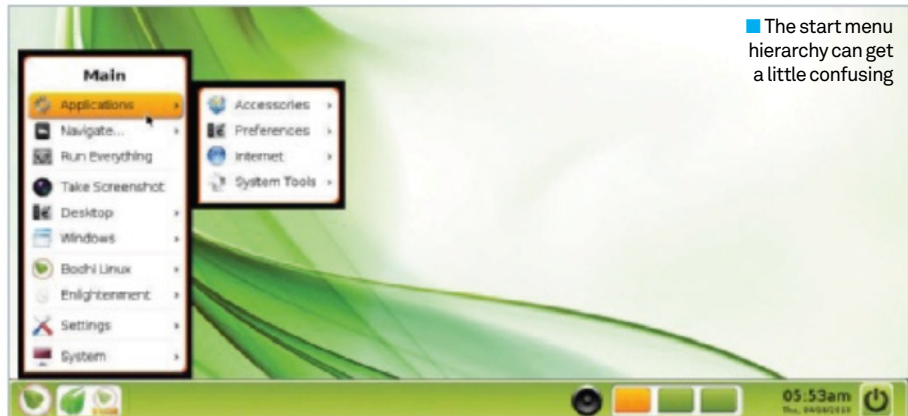 The start menu
hierarchy can get
a little confusing
Main
Applications
Navigate...
Run Everything
Take Screenshot
Desktop
Windows
Bodhi Linux
Enlightenment
Settings
System
Accessories
Preferences
Internet
System Tools
05:53am